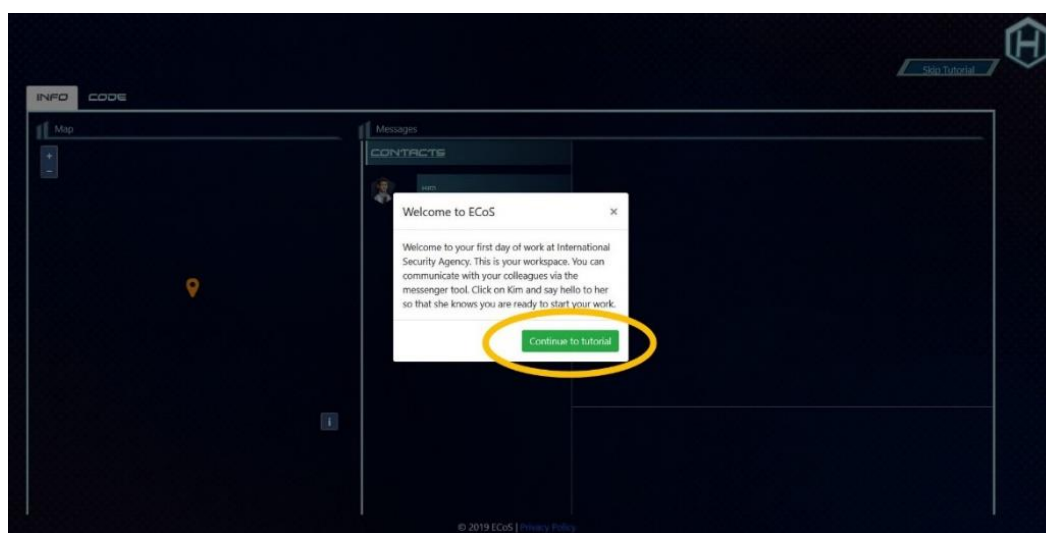 H
Skip Tutorial
INFO CODE
Map
Messages
+
-
CONTACTS
KIM
Welcome to ECoS ×
Welcome to your first day of work at International
Security Agency. This is your workspace. You can
communicate with your colleagues via the
messenger tool. Click on Kim and say hello to her
so that she knows you are ready to start your work.
Continue to tutorial
i
© 2019 ECoS | Privacy Policy